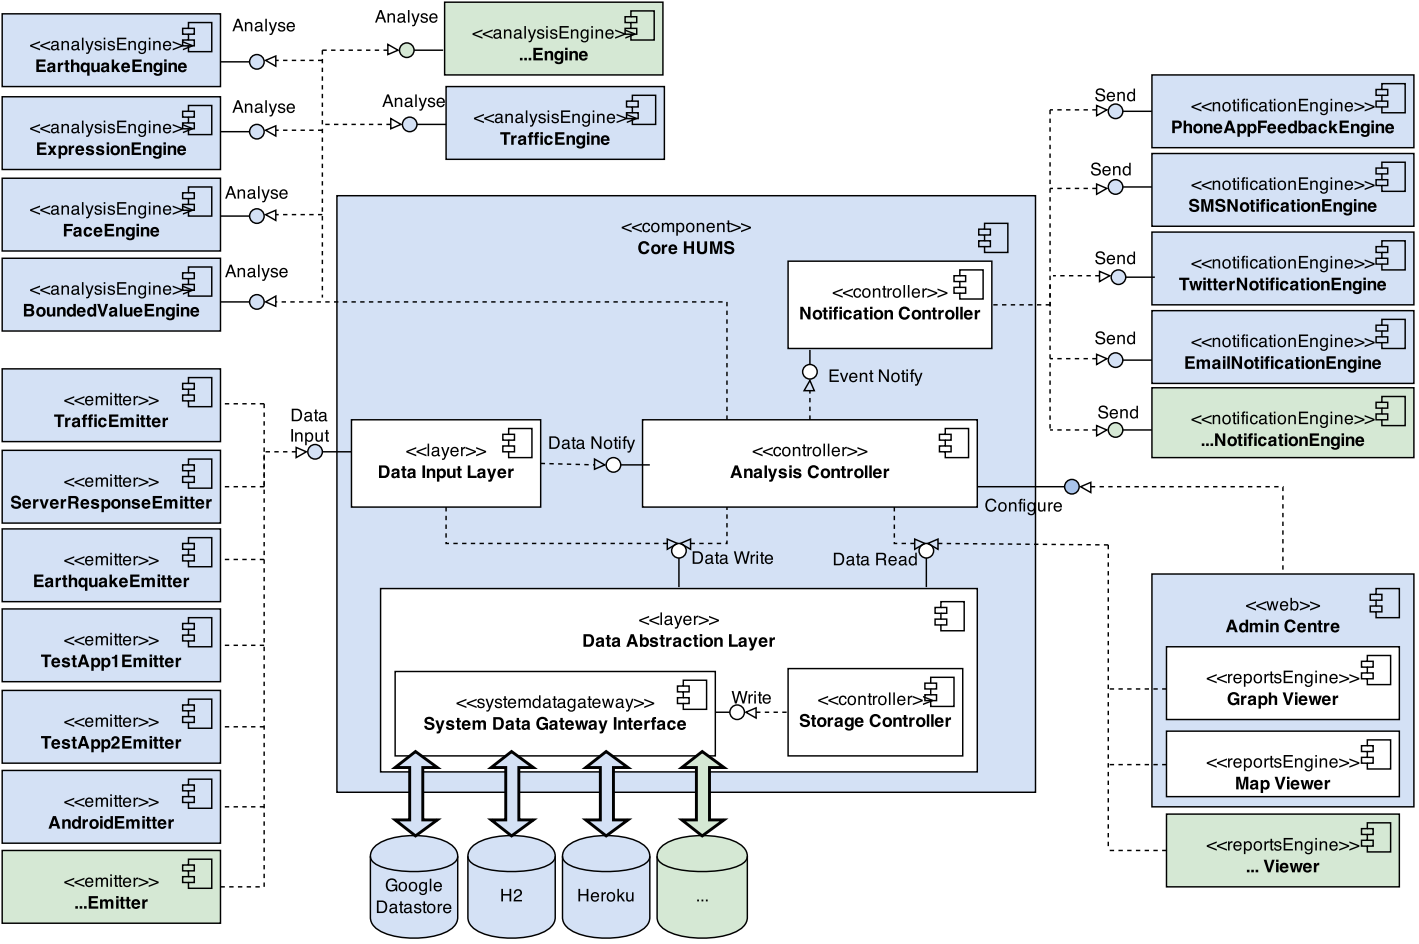 Analyse
<<analysisEngine>>
EarthquakeEngine
Analyse
<<analysisEngine>>
...Engine
Analyse
<<analysisEngine>>
ExpressionEngine
Analyse
<<analysisEngine>>
TrafficEngine
Analyse
<<analysisEngine>>
FaceEngine
Analyse
<<analysisEngine>>
BoundedValueEngine
Send
<<notificationEngine>>
PhoneAppFeedbackEngine
Send
<<notificationEngine>>
SMSNotificationEngine
Send
<<notificationEngine>>
TwitterNotificationEngine
Send
<<notificationEngine>>
EmailNotificationEngine
Send
<<notificationEngine>>
...NotificationEngine
<<component>>
Core HUMS
<<controller>>
Notification Controller
Event Notify
<<emitter>>
TrafficEmitter
<<emitter>>
ServerResponseEmitter
<<emitter>>
EarthquakeEmitter
<<emitter>>
TestApp1Emitter
<<emitter>>
TestApp2Emitter
<<emitter>>
AndroidEmitter
<<emitter>>
...Emitter
Data
Input
<<layer>>
Data Input Layer
Data Notify
<<controller>>
Analysis Controller
Configure
Data Write
Data Read
<<layer>>
Data Abstraction Layer
<<systemdatagateway>>
System Data Gateway Interface
Write
<<controller>>
Storage Controller
<<web>>
Admin Centre
<<reportsEngine>>
Graph Viewer
<<reportsEngine>>
Map Viewer
<<reportsEngine>>
... Viewer
Google
Datastore
H2
Heroku
...